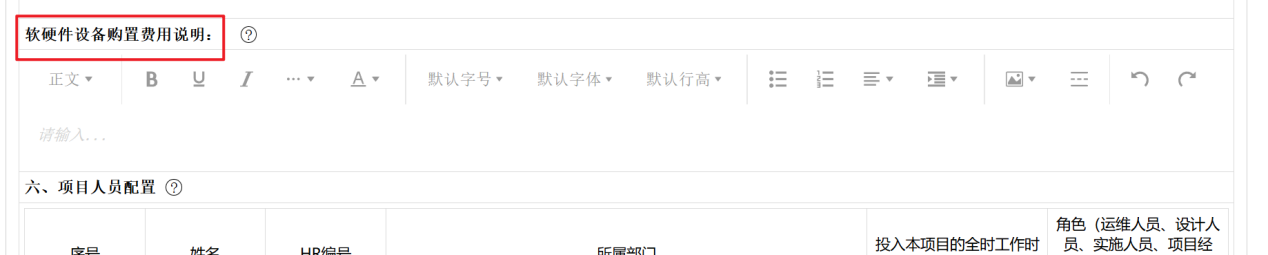 软硬件设备购置费用说明： ?
正文 B U I ... A 默认字号 默认字体 默认行高
请输入...
六、项目人员配置 ?
序号 姓名 HR编号 所属部门 投入本项目的全时工作时 角色（运维人员、设计人
员、实施人员、项目经